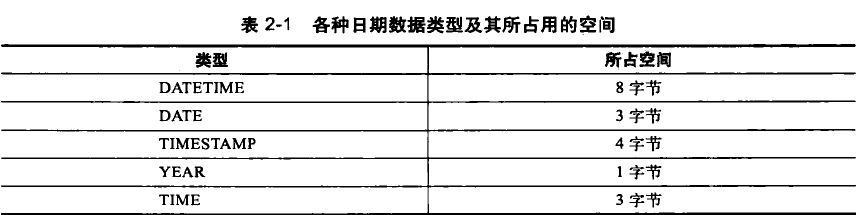 表 2-1 各种日期数据类型及其所占用的空间
类型 所占空间
DATETIME 8 字节
DATE 3 字节
TIMESTAMP 4 字节
YEAR 1 字节
TIME 3 字节